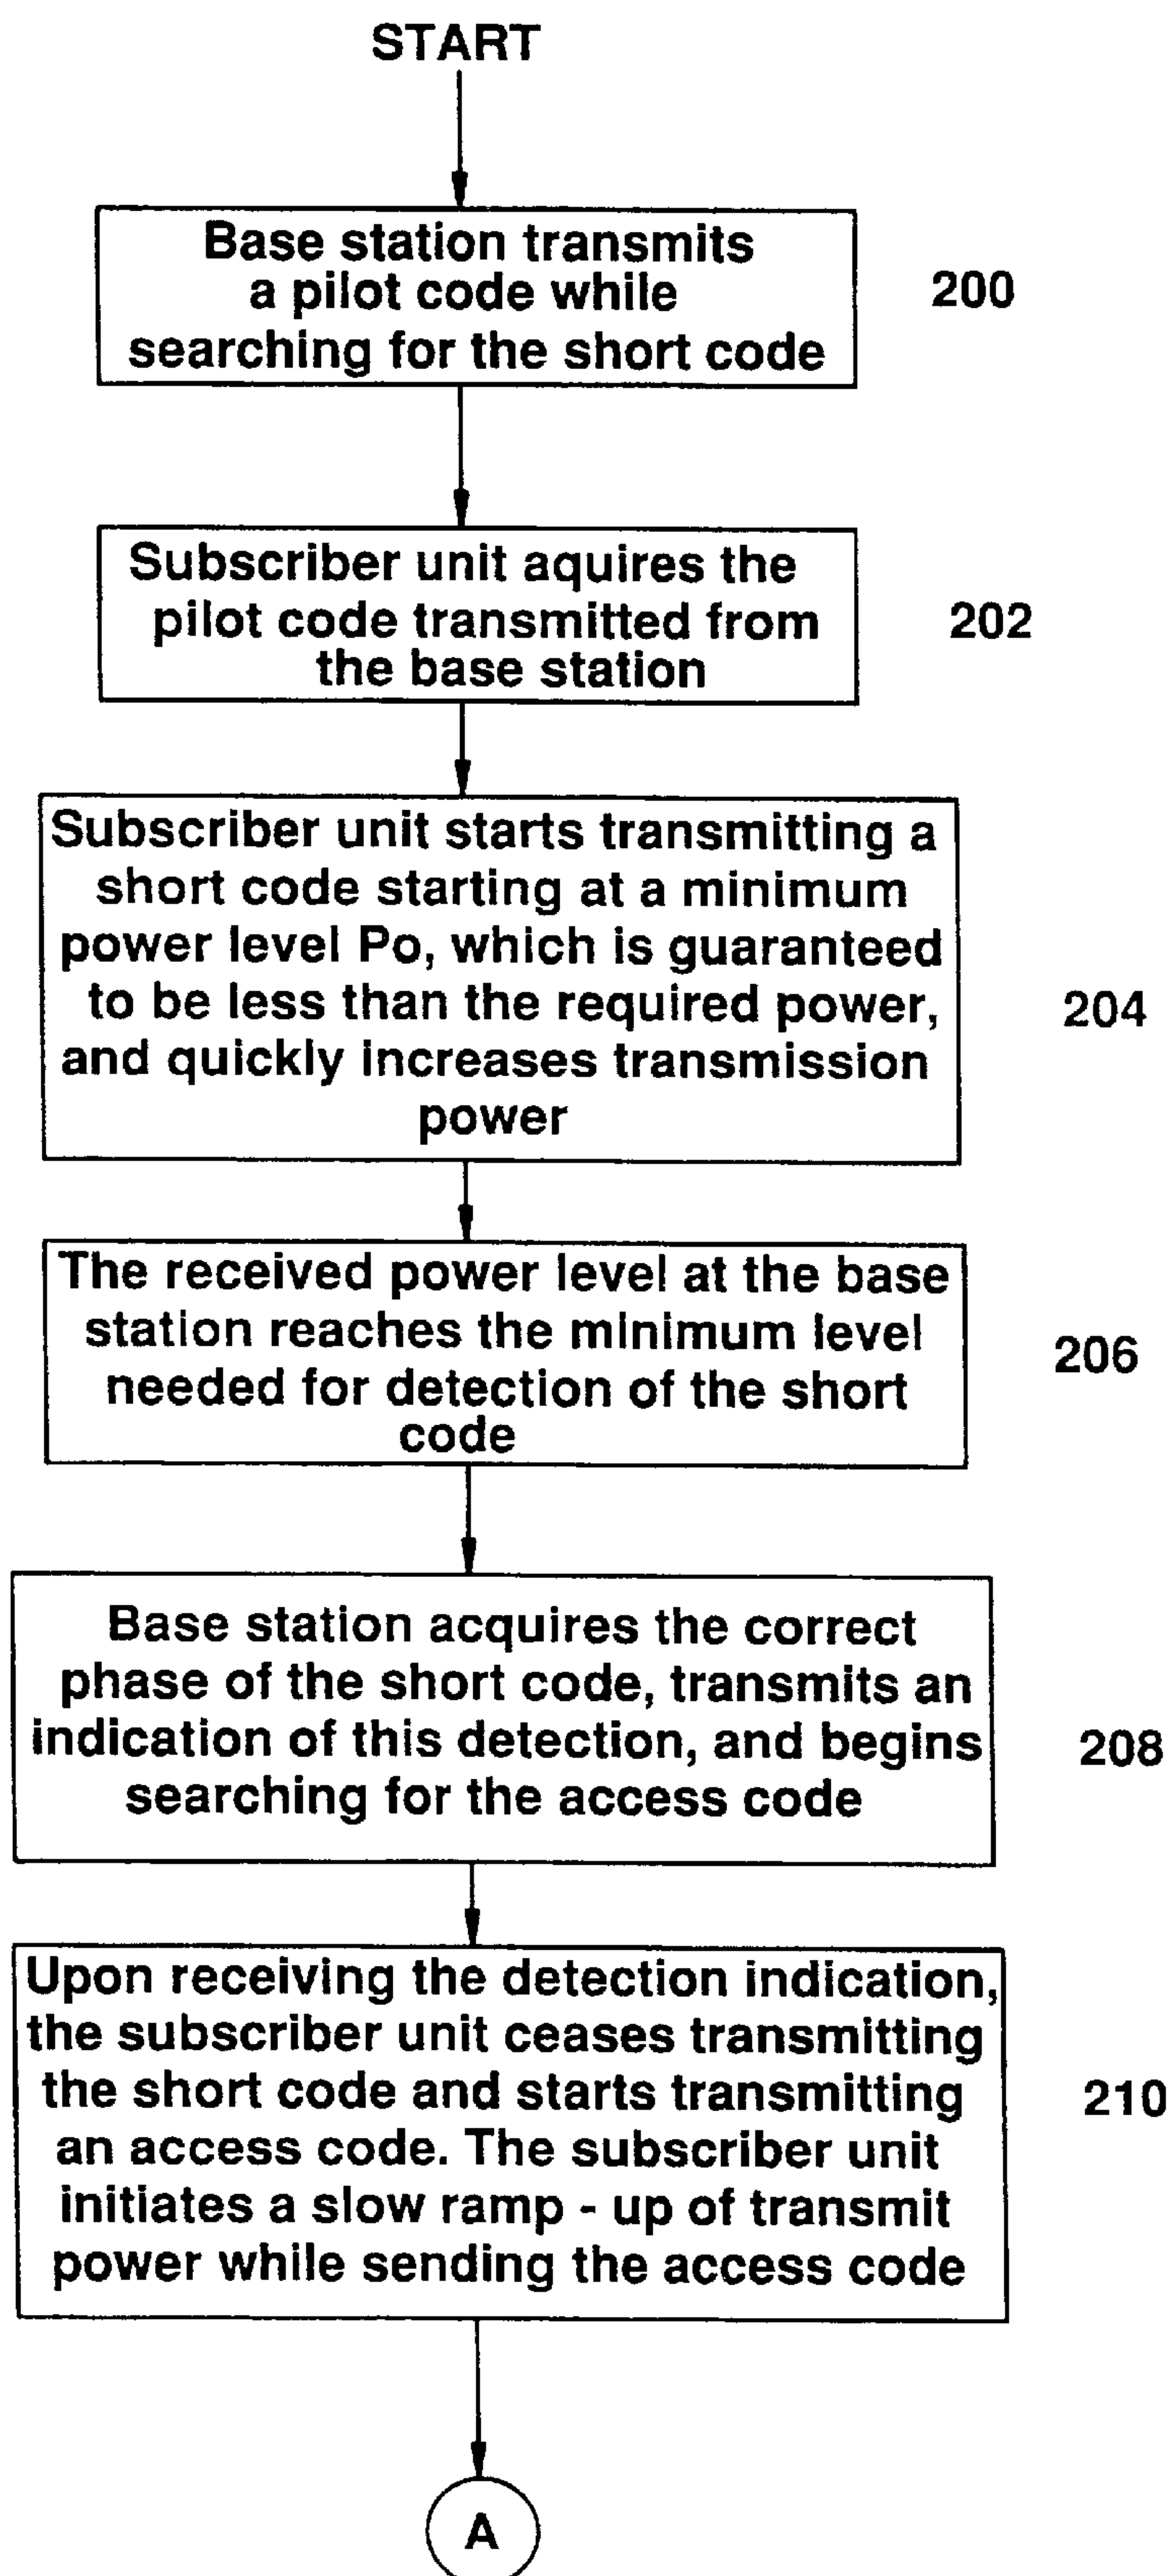 START
Base station transmits
a pilot code while
searching for the short code
200
Subscriber unit aquires the
pilot code transmitted from
the base station
202
Subscriber unit starts transmitting a
short code starting at a minimum
power level Po, which is guaranteed
to be less than the required power,
and quickly increases transmission
power
204
The received power level at the base
station reaches the minimum level
needed for detection of the short
code
206
Base station acquires the correct
phase of the short code, transmits an
indication of this detection, and begins
searching for the access code
208
Upon receiving the detection indication,
the subscriber unit ceases transmitting
the short code and starts transmitting
an access code. The subscriber unit
initiates a slow ramp - up of transmit
power while sending the access code
210
A